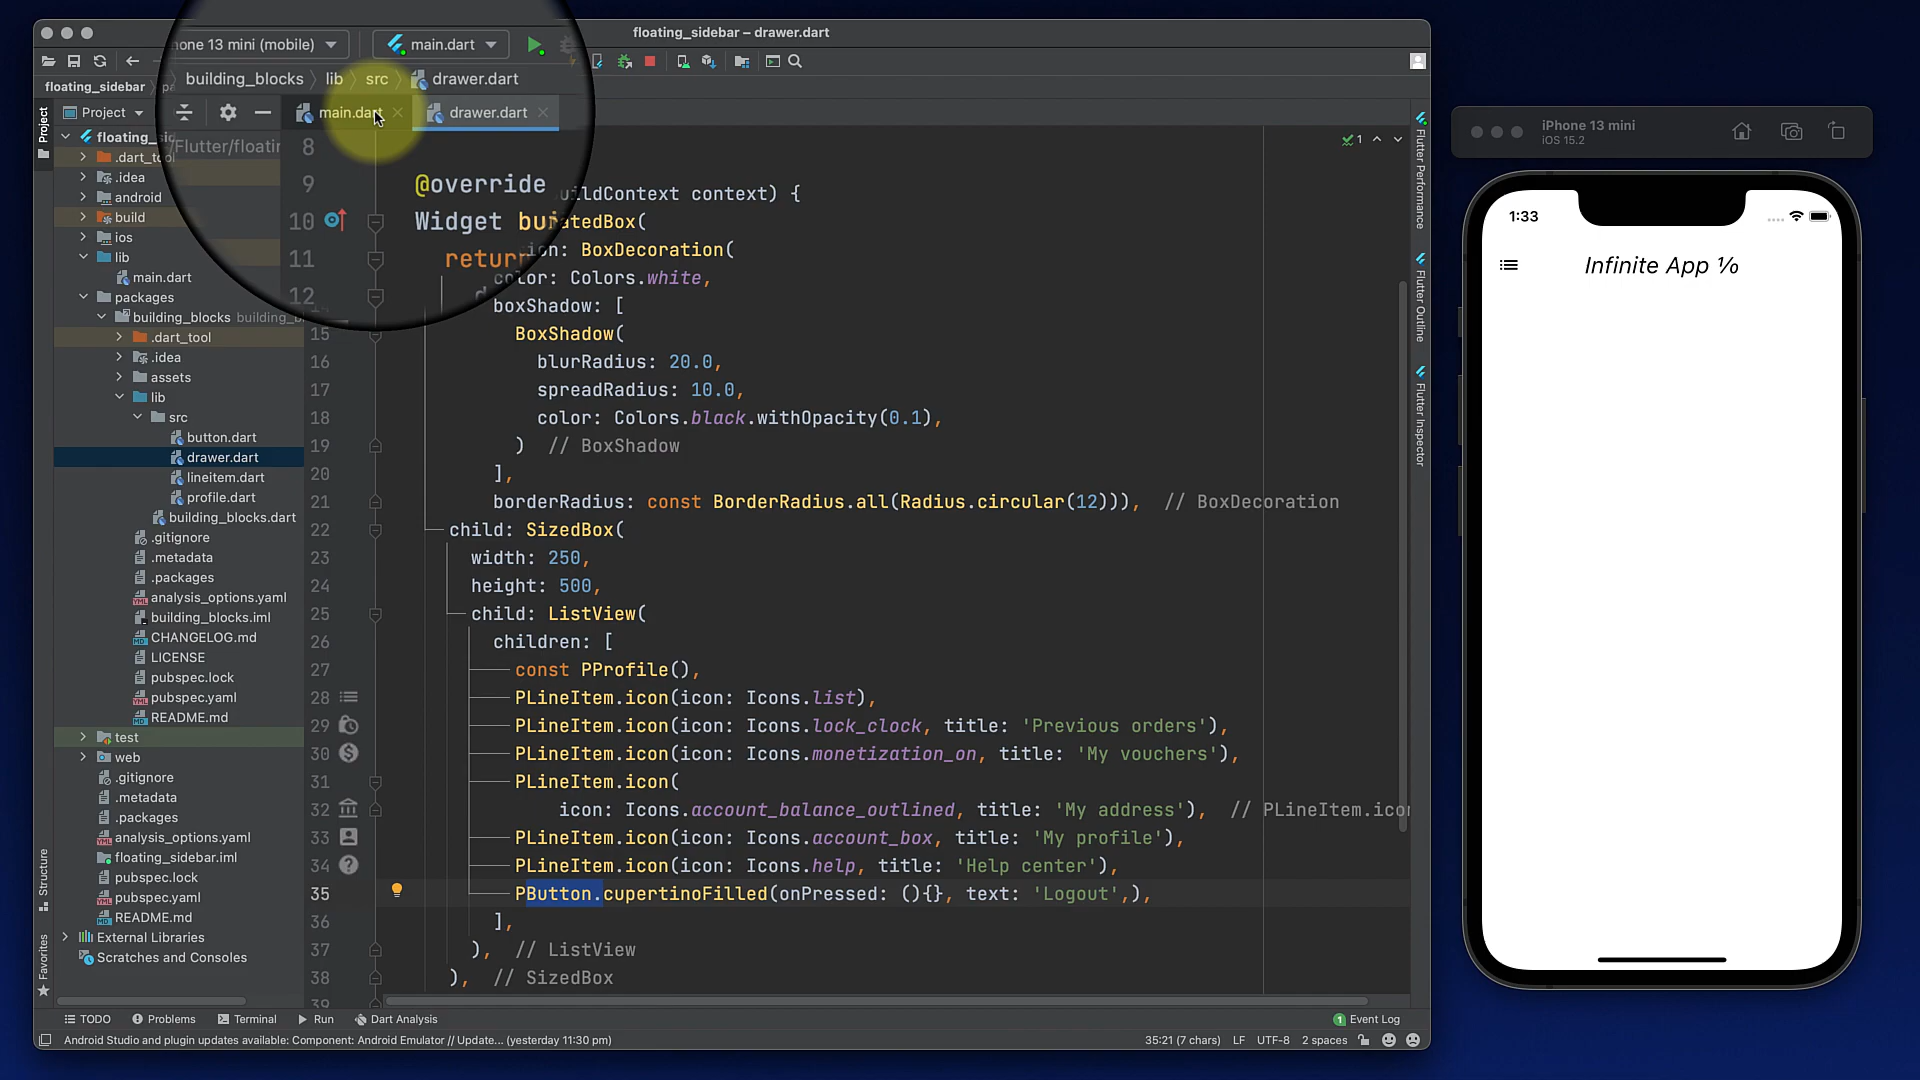 floating_sidebar – drawer.dart
hone 13 mini (mobile)
main.dart
floating_sidebar
building_blocks
lib
src
drawer.dart
Project
main.dart
drawer.dart
/Flutter/floatin
8
9 @override
10 Widget bui
11 return
12
uildContext context) {
atedBox(
ion: BoxDecoration(
color: Colors.white,
boxShadow: [
15 BoxShadow(
16 blurRadius: 20.0,
17 spreadRadius: 10.0,
18 color: Colors.black.withOpacity(0.1),
19 ) // BoxShadow
20 ],
21 borderRadius: const BorderRadius.all(Radius.circular(12))), // BoxDecoration
22 child: SizedBox(
23 width: 250,
24 height: 500,
25 child: ListView(
26 children: [
27 const PProfile(),
28 PLineItem.icon(icon: Icons.list),
29 PLineItem.icon(icon: Icons.lock_clock, title: 'Previous orders'),
30 PLineItem.icon(icon: Icons.monetization_on, title: 'My vouchers'),
31 PLineItem.icon(
32 icon: Icons.account_balance_outlined, title: 'My address'), // PLineItem.icon
33 PLineItem.icon(icon: Icons.account_box, title: 'My profile'),
34 PLineItem.icon(icon: Icons.help, title: 'Help center'),
35 PButton.cupertinoFilled(onPressed: (){}, text: 'Logout',),
36 ],
37 ), // ListView
38 ), // SizedBox
39
Project
floating_si
.dart_to
.idea
android
build
ios
lib
main.dart
packages
building_blocks building_b
.dart_tool
.idea
assets
lib
src
button.dart
drawer.dart
lineitem.dart
profile.dart
building_blocks.dart
.gitignore
.metadata
.packages
analysis_options.yaml
building_blocks.iml
CHANGELOG.md
LICENSE
pubspec.lock
pubspec.yaml
README.md
test
web
.gitignore
.metadata
.packages
analysis_options.yaml
floating_sidebar.iml
pubspec.lock
pubspec.yaml
README.md
External Libraries
Scratches and Consoles
Structure
Favorites
1
Flutter Performance
Flutter Outline
Flutter Inspector
TODO
Problems
Terminal
Run
Dart Analysis
1 Event Log
Android Studio and plugin updates available: Component: Android Emulator // Update... (yesterday 11:30 pm)
35:21 (7 chars)
LF
UTF-8
2 spaces
iPhone 13 mini
iOS 15.2
1:33
Infinite App ⅟₀